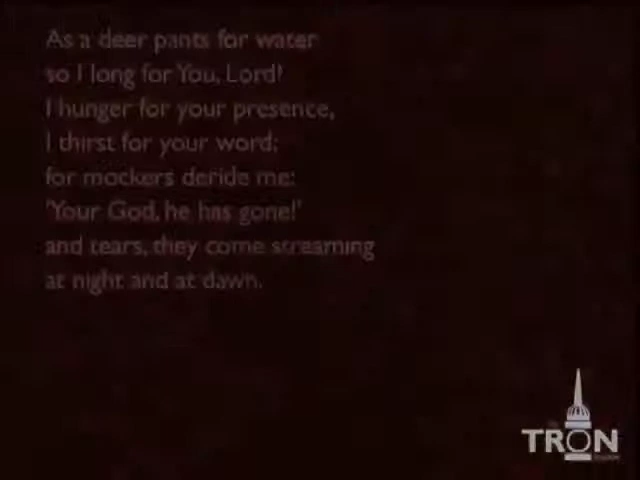 As a deer pants for water
so I long for You, Lord!
I hunger for your presence,
I thirst for your word;
for mockers deride me:
'Your God, he has gone!'
and tears, they come streaming
at night and at dawn.
TRON